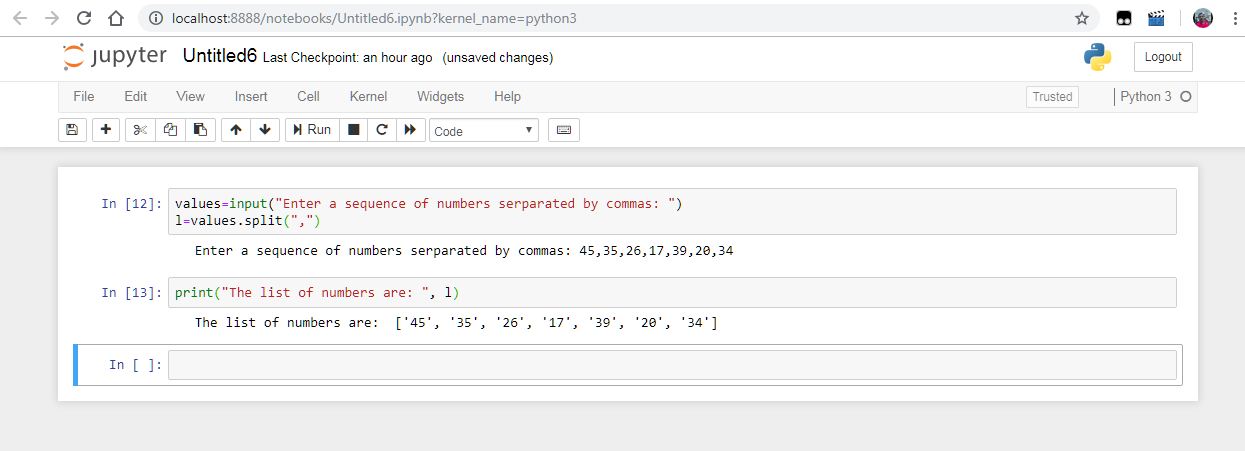 localhost:8888/notebooks/Untitled6.ipynb?kernel_name=python3
jupyter Untitled6 Last Checkpoint: an hour ago (unsaved changes) Logout
File Edit View Insert Cell Kernel Widgets Help Trusted Python 3
Run Code
In [12]: values=input("Enter a sequence of numbers serparated by commas: ")
l=values.split(",")
Enter a sequence of numbers serparated by commas: 45,35,26,17,39,20,34
In [13]: print("The list of numbers are: ", l)
The list of numbers are:  ['45', '35', '26', '17', '39', '20', '34']
In [ ]: